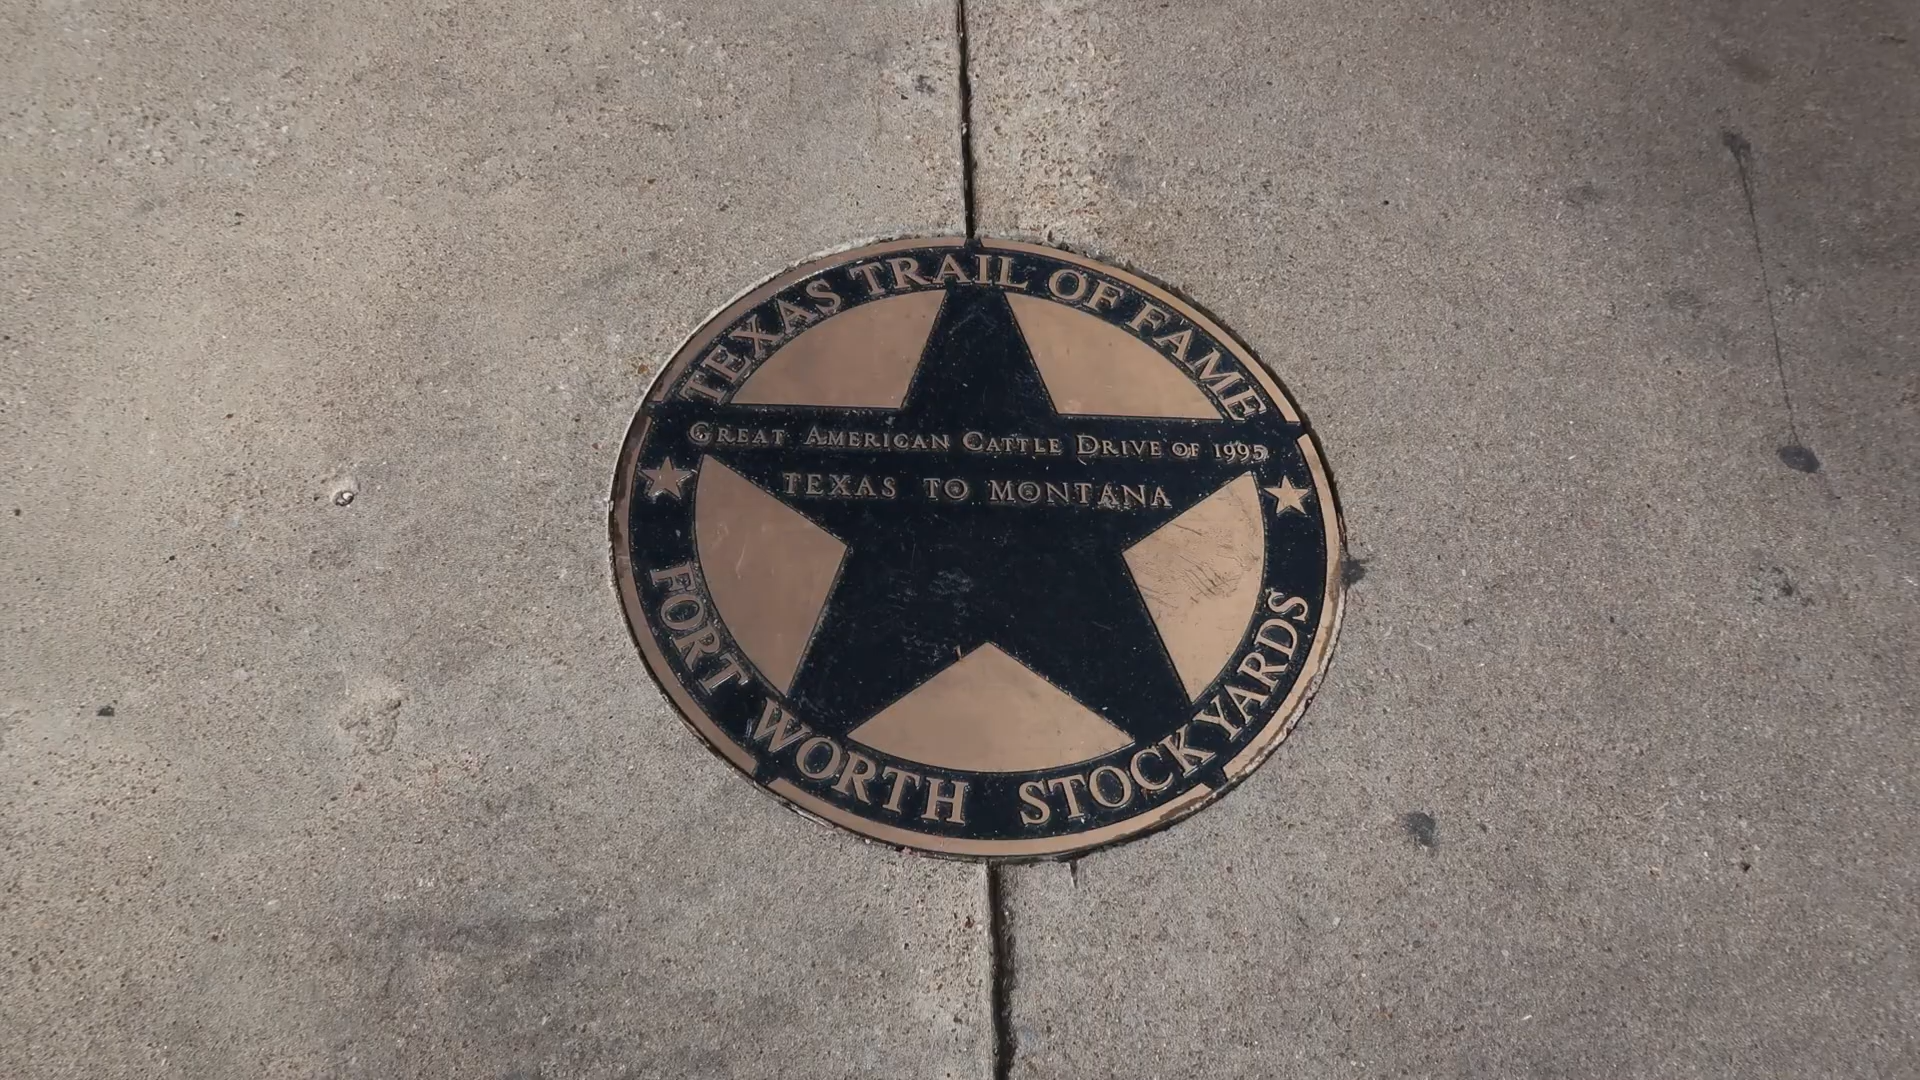 TEXAS TRAIL OF FAME
GREAT AMERICAN CATTLE DRIVE OF 1995
TEXAS TO MONTANA
FORT WORTH STOCKYARDS